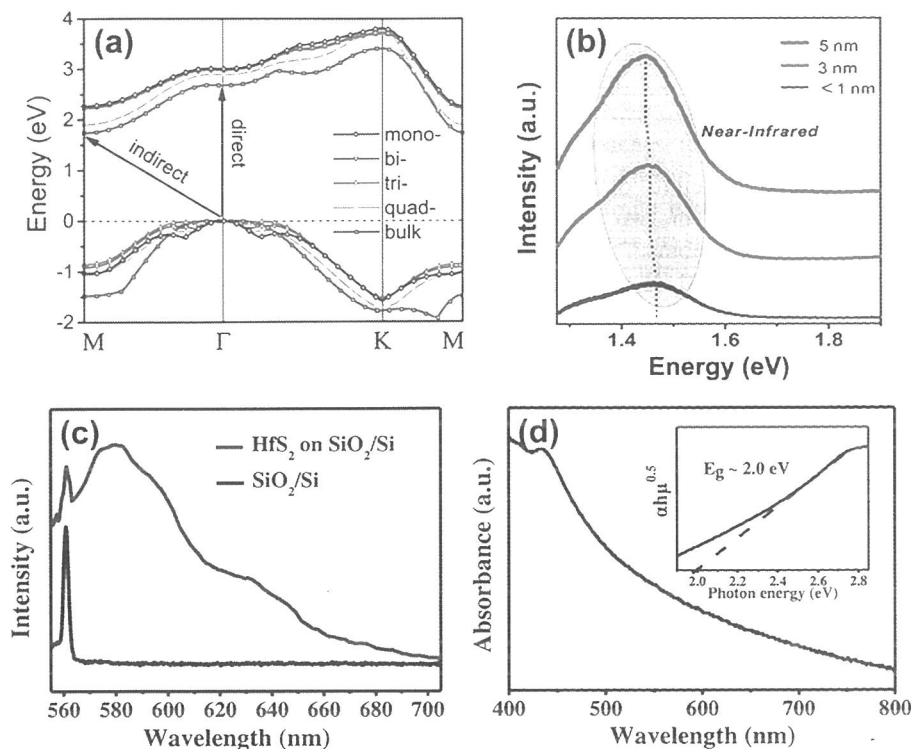 (a)
Energy (eV)
4
3
2
1
0
-1
-2
M
Γ
K
M
indirect
direct
mono-
bi-
tri-
quad-
bulk
(b)
Intensity (a.u.)
5 nm
3 nm
< 1 nm
Near-Infrared
1.4
1.6
1.8
Energy (eV)
(c)
Intensity (a.u.)
HfS2 on SiO2/Si
SiO2/Si
560 580 600 620 640 660 680 700
Wavelength (nm)
(d)
Absorbance (a.u.)
αhμ^0.5
Eg ~ 2.0 eV
2.0 2.2 2.4 2.6 2.8
Photon energy (eV)
400 500 600 700 800
Wavelength (nm)